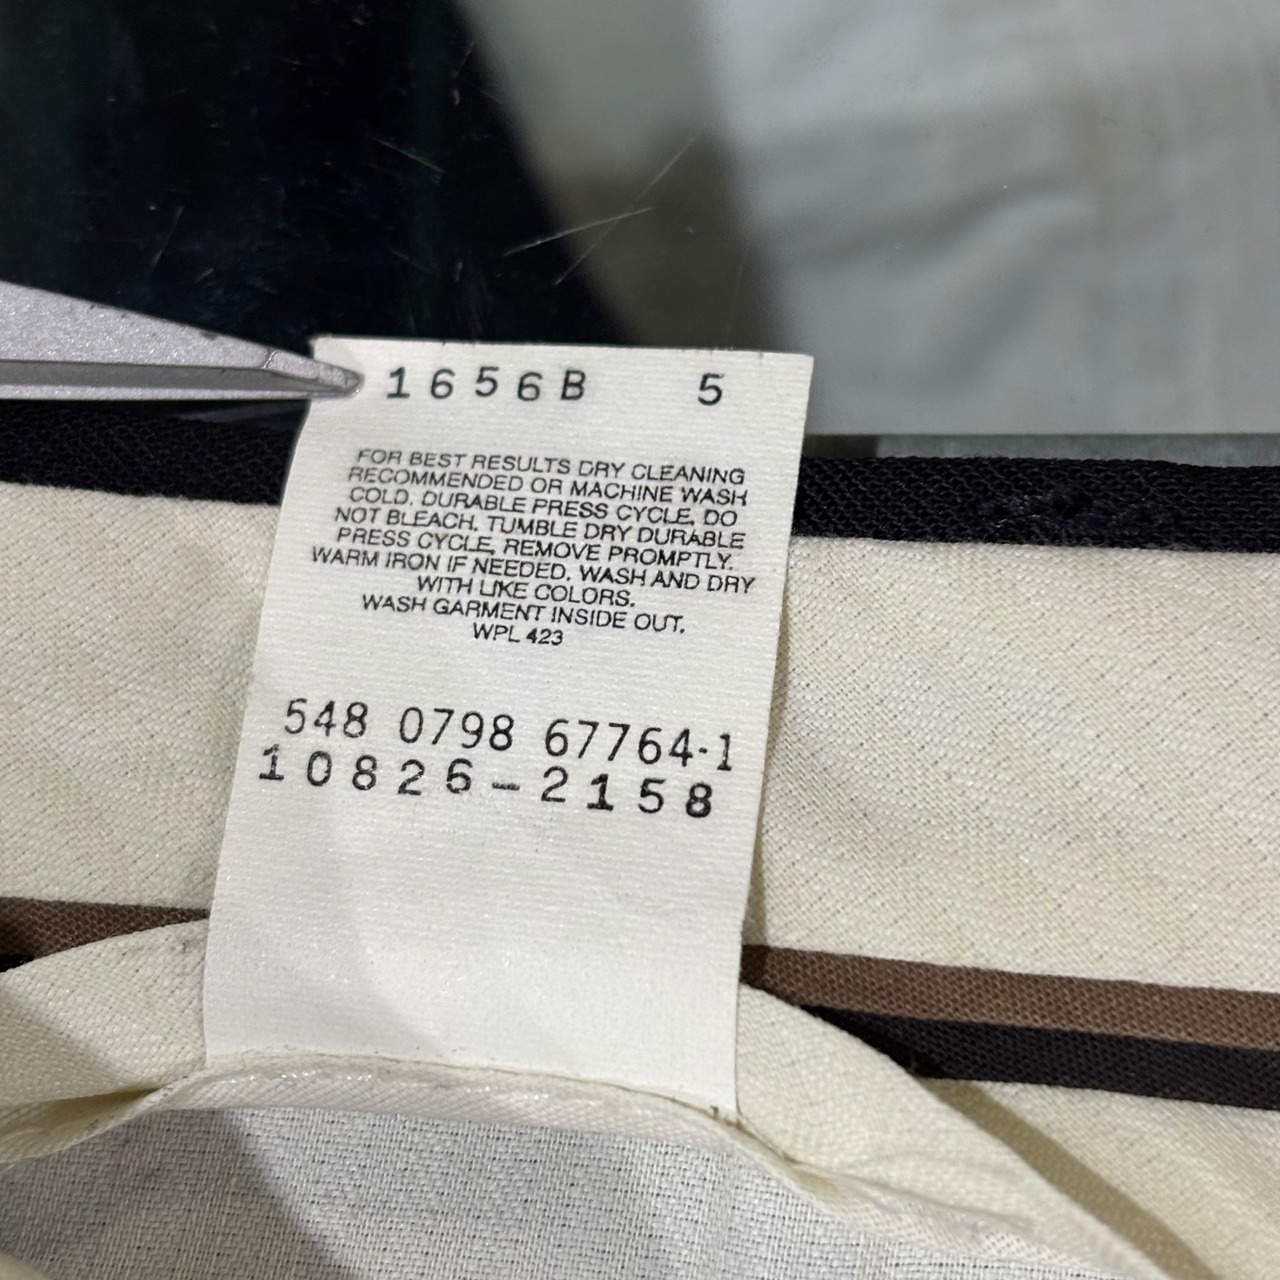 1656B 5
FOR BEST RESULTS DRY CLEANING
RECOMMENDED OR MACHINE WASH
COLD. DURABLE PRESS CYCLE. DO
NOT BLEACH. TUMBLE DRY DURABLE
PRESS CYCLE, REMOVE PROMPTLY.
WARM IRON IF NEEDED. WASH AND DRY
WITH LIKE COLORS.
WASH GARMENT INSIDE OUT.
WPL 423
548 0798 67764-1
10826-2158